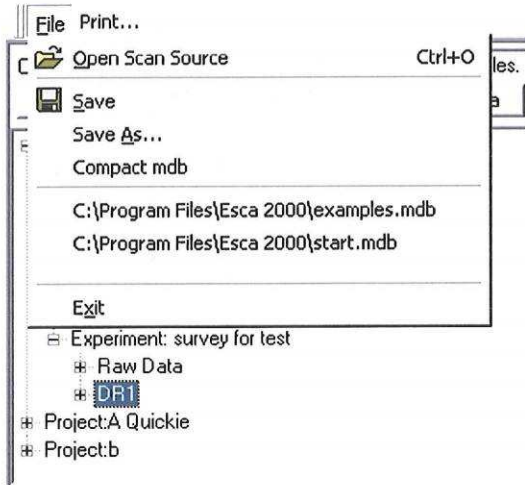 File Print...
Open Scan Source Ctrl+O
les.
Save
a
Save As...
Compact mdb
C:\Program Files\Esca 2000\examples.mdb
C:\Program Files\Esca 2000\start.mdb
Exit
Experiment: survey for test
Raw Data
DR1
Project:A Quickie
Project:b